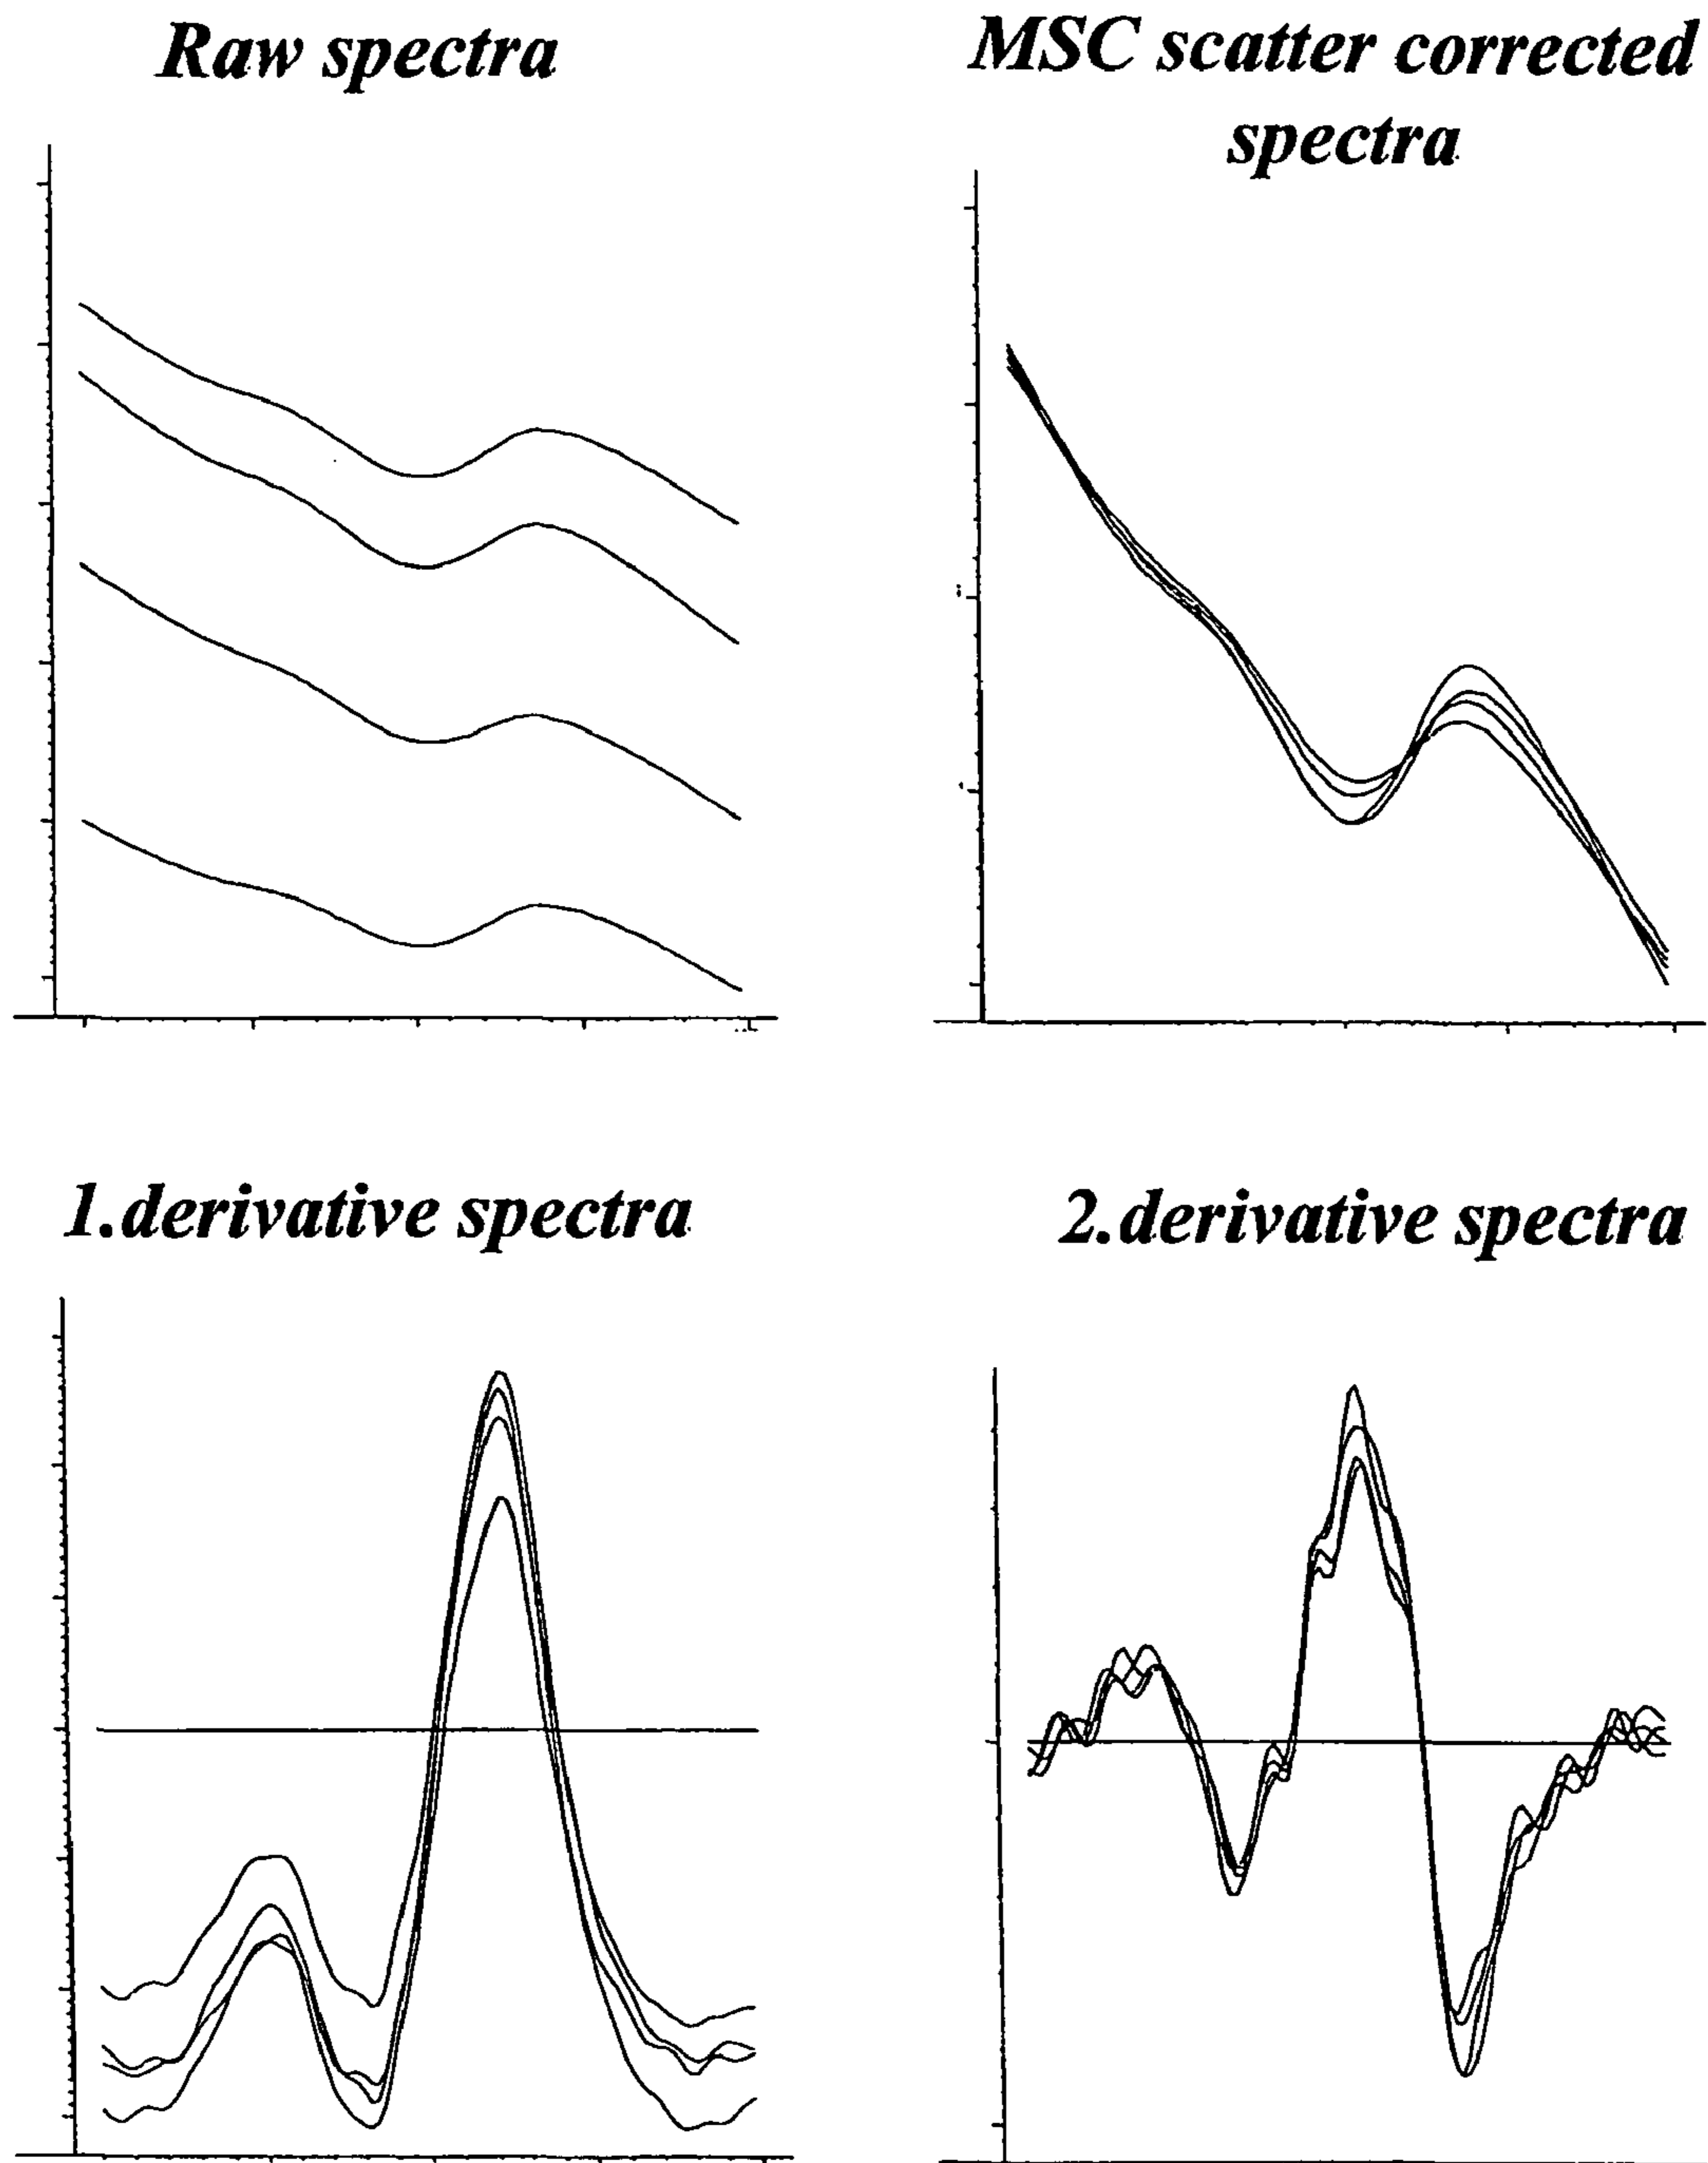 Raw spectra
MSC scatter corrected
spectra
1.derivative spectra
2.derivative spectra